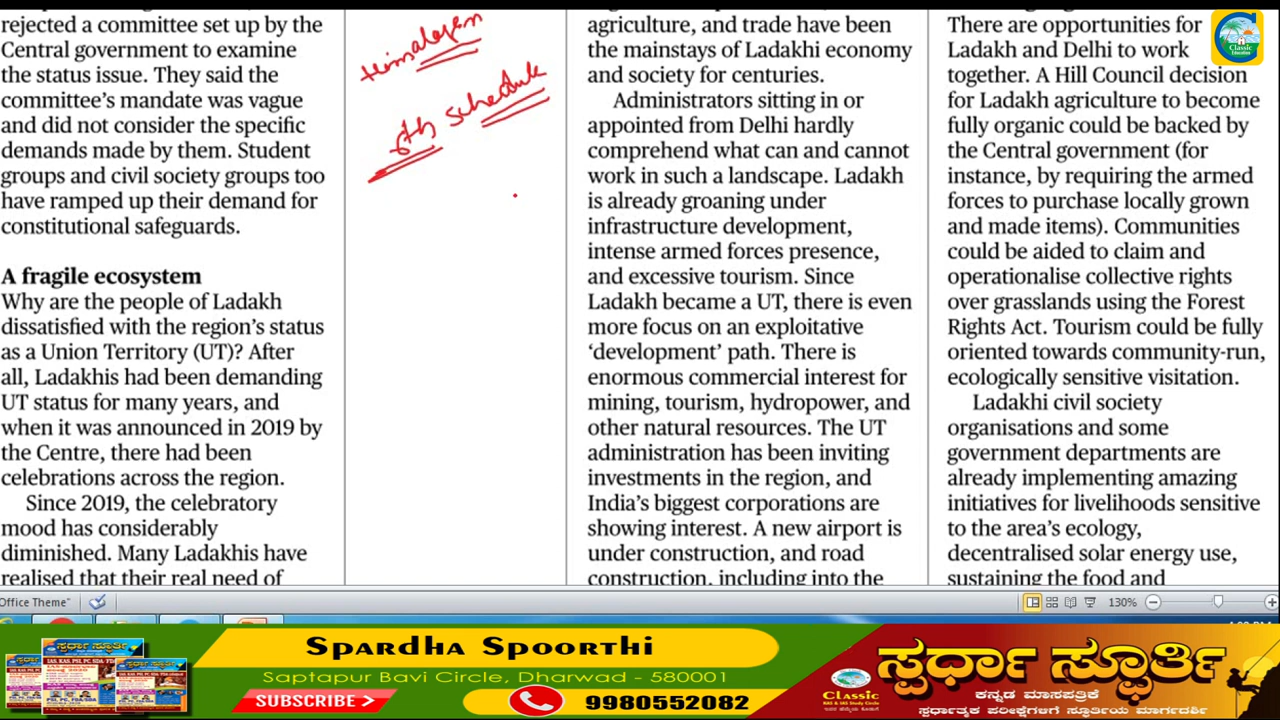 rejected a committee set up by the
Central government to examine
the status issue. They said the
committee's mandate was vague
and did not consider the specific
demands made by them. Student
groups and civil society groups too
have ramped up their demand for
constitutional safeguards.
A fragile ecosystem
Why are the people of Ladakh
dissatisfied with the region's status
as a Union Territory (UT)? After
all, Ladakhis had been demanding
UT status for many years, and
when it was announced in 2019 by
the Centre, there had been
celebrations across the region.
Since 2019, the celebratory
mood has considerably
diminished. Many Ladakhis have
realised that their real need of
Himalayan
6th schedule
agriculture, and trade have been
the mainstays of Ladakhi economy
and society for centuries.
Administrators sitting in or
appointed from Delhi hardly
comprehend what can and cannot
work in such a landscape. Ladakh
is already groaning under
infrastructure development,
intense armed forces presence,
and excessive tourism. Since
Ladakh became a UT, there is even
more focus on an exploitative
'development' path. There is
enormous commercial interest for
mining, tourism, hydropower, and
other natural resources. The UT
administration has been inviting
investments in the region, and
India's biggest corporations are
showing interest. A new airport is
under construction, and road
construction, including into the
There are opportunities for
Ladakh and Delhi to work
together. A Hill Council decision
for Ladakh agriculture to become
fully organic could be backed by
the Central government (for
instance, by requiring the armed
forces to purchase locally grown
and made items). Communities
could be aided to claim and
operationalise collective rights
over grasslands using the Forest
Rights Act. Tourism could be fully
oriented towards community-run,
ecologically sensitive visitation.
Ladakhi civil society
organisations and some
government departments are
already implementing amazing
initiatives for livelihoods sensitive
to the area's ecology,
decentralised solar energy use,
sustaining the food and
Classic
Education
Office Theme"
130%
Spardha Spoorthi
Saptapur Bavi Circle, Dharwad - 580001
SUBSCRIBE >
9980552082
ಸ್ಪರ್ಧಾ ಸ್ಫೂರ್ತಿ
Classic
KAS & IAS Study Circle
ಕನ್ನಡ ಮಾಸಪತ್ರಿಕೆ
ಸ್ಪರ್ಧಾತ್ಮಕ ಪರೀಕ್ಷೆಗಳಿಗೆ ಸ್ಫೂರ್ತಿಯ ಮಾರ್ಗದರ್ಶಿ